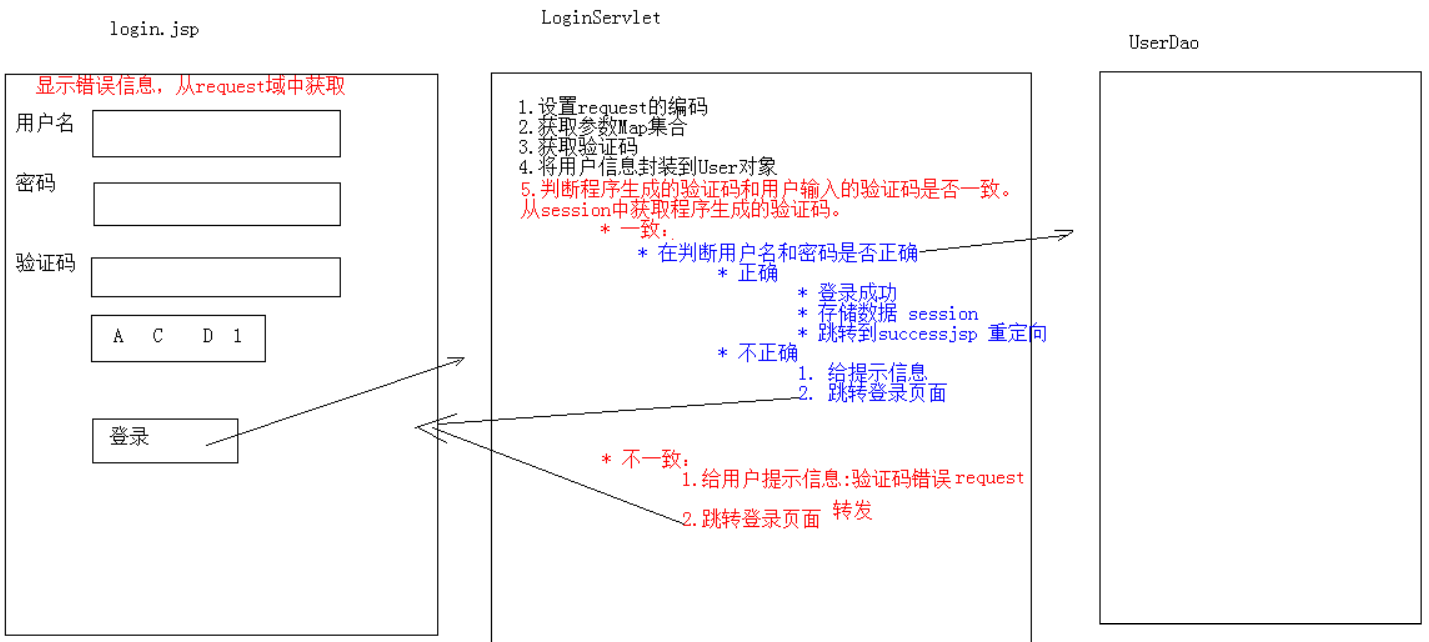 login.jsp
LoginServlet
UserDao
显示错误信息，从request域中获取
用户名
密码
验证码
A C D 1
登录
1.设置request的编码
2.获取参数Map集合
3.获取验证码
4.将用户信息封装到User对象
5.判断程序生成的验证码和用户输入的验证码是否一致。
从session中获取程序生成的验证码。
* 一致：
* 在判断用户名和密码是否正确
* 正确
* 登录成功
* 存储数据 session
* 跳转到successjsp 重定向
* 不正确
1. 给提示信息
2. 跳转登录页面
* 不一致：
1.给用户提示信息:验证码错误 request
2.跳转登录页面 转发